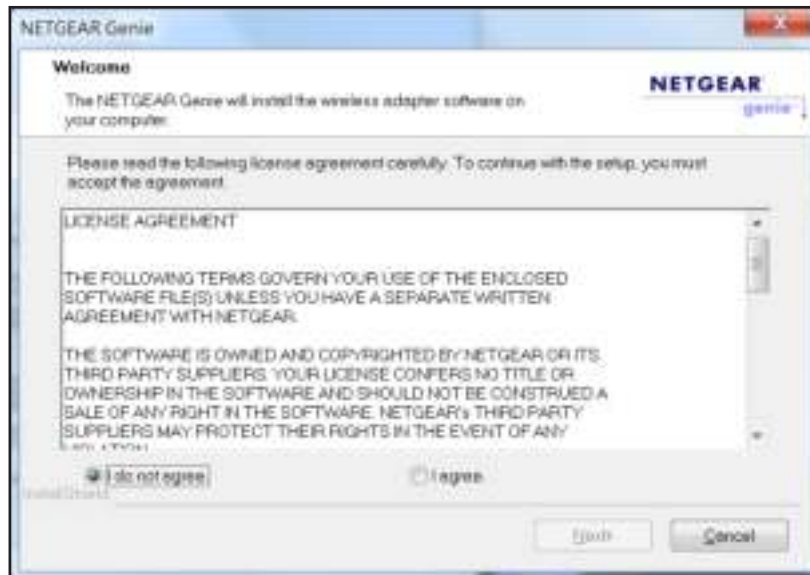 NETGEAR Genie
Welcome
The NETGEAR Genie will install the wireless adapter software on
your computer.
NETGEAR
genie
Please read the following license agreement carefully. To continue with the setup, you must
accept the agreement.
LICENSE AGREEMENT
THE FOLLOWING TERMS GOVERN YOUR USE OF THE ENCLOSED
SOFTWARE FILE(S) UNLESS YOU HAVE A SEPARATE WRITTEN
AGREEMENT WITH NETGEAR.
THE SOFTWARE IS OWNED AND COPYRIGHTED BY NETGEAR OR ITS
THIRD PARTY SUPPLIERS. YOUR LICENSE CONFERS NO TITLE OR
OWNERSHIP IN THE SOFTWARE AND SHOULD NOT BE CONSTRUED A
SALE OF ANY RIGHT IN THE SOFTWARE. NETGEAR's THIRD PARTY
SUPPLIERS MAY PROTECT THEIR RIGHTS IN THE EVENT OF ANY
VIOLATION
I do not agree
I agree
InstallShield
Next
Cancel